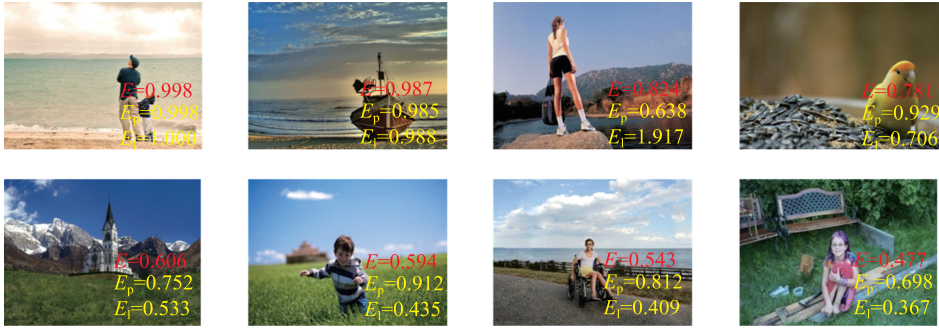 E=0.998
Ep=0.998
El=1.000
E=0.987
Ep=0.985
El=0.988
E=0.824
Ep=0.638
El=1.917
E=0.781
Ep=0.929
El=0.706
E=0.606
Ep=0.752
El=0.533
E=0.594
Ep=0.912
El=0.435
E=0.543
Ep=0.812
El=0.409
E=0.477
Ep=0.698
El=0.367